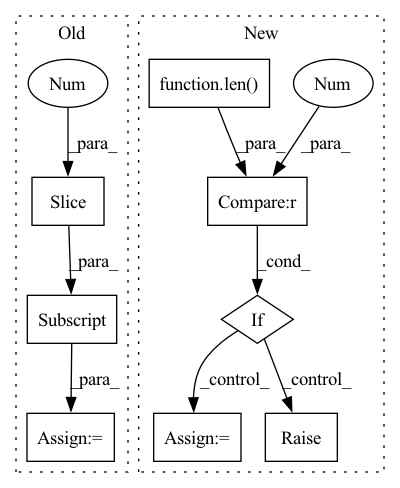 Old
New
Num
function.len()
Num
_para_
_para_
_para_
Slice
Compare:r
_para_
_cond_
Subscript
If
_para_
_control_
_control_
Assign:=
Assign:=
Raise